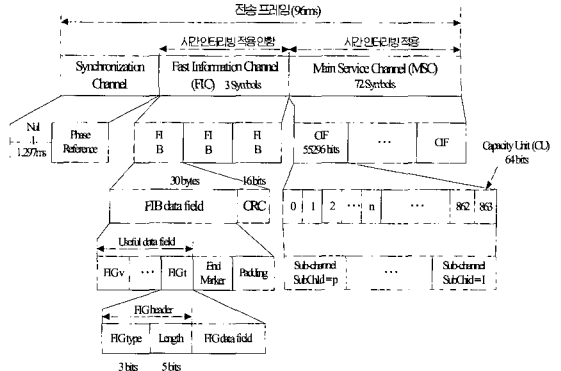 전송 프레임 (96ms)
시간 인터리빙 적용 안함
시간 인터리빙 적용
Synchronization
Channel
Fast Information Channel
(FIC) 3 Symbols
Main Service Channel (MSC)
72 Symbols
Nul
1.297ms
Phase
Reference
FI
B
FI
B
FI
B
CIF
55296 bits
...
CIF
Capacity Unit (CU)
64 bits
30 bytes
16 bits
FIB data field
CRC
0 1 2 ... n ... 862 863
Useful data field
FIG v
...
FIG t
End
Marker
Padding
Sub-channel
SubChId = p
...
Sub-channel
SubChid = 1
FIG header
FIG type
Length
FIG data field
3 bits
5 bits